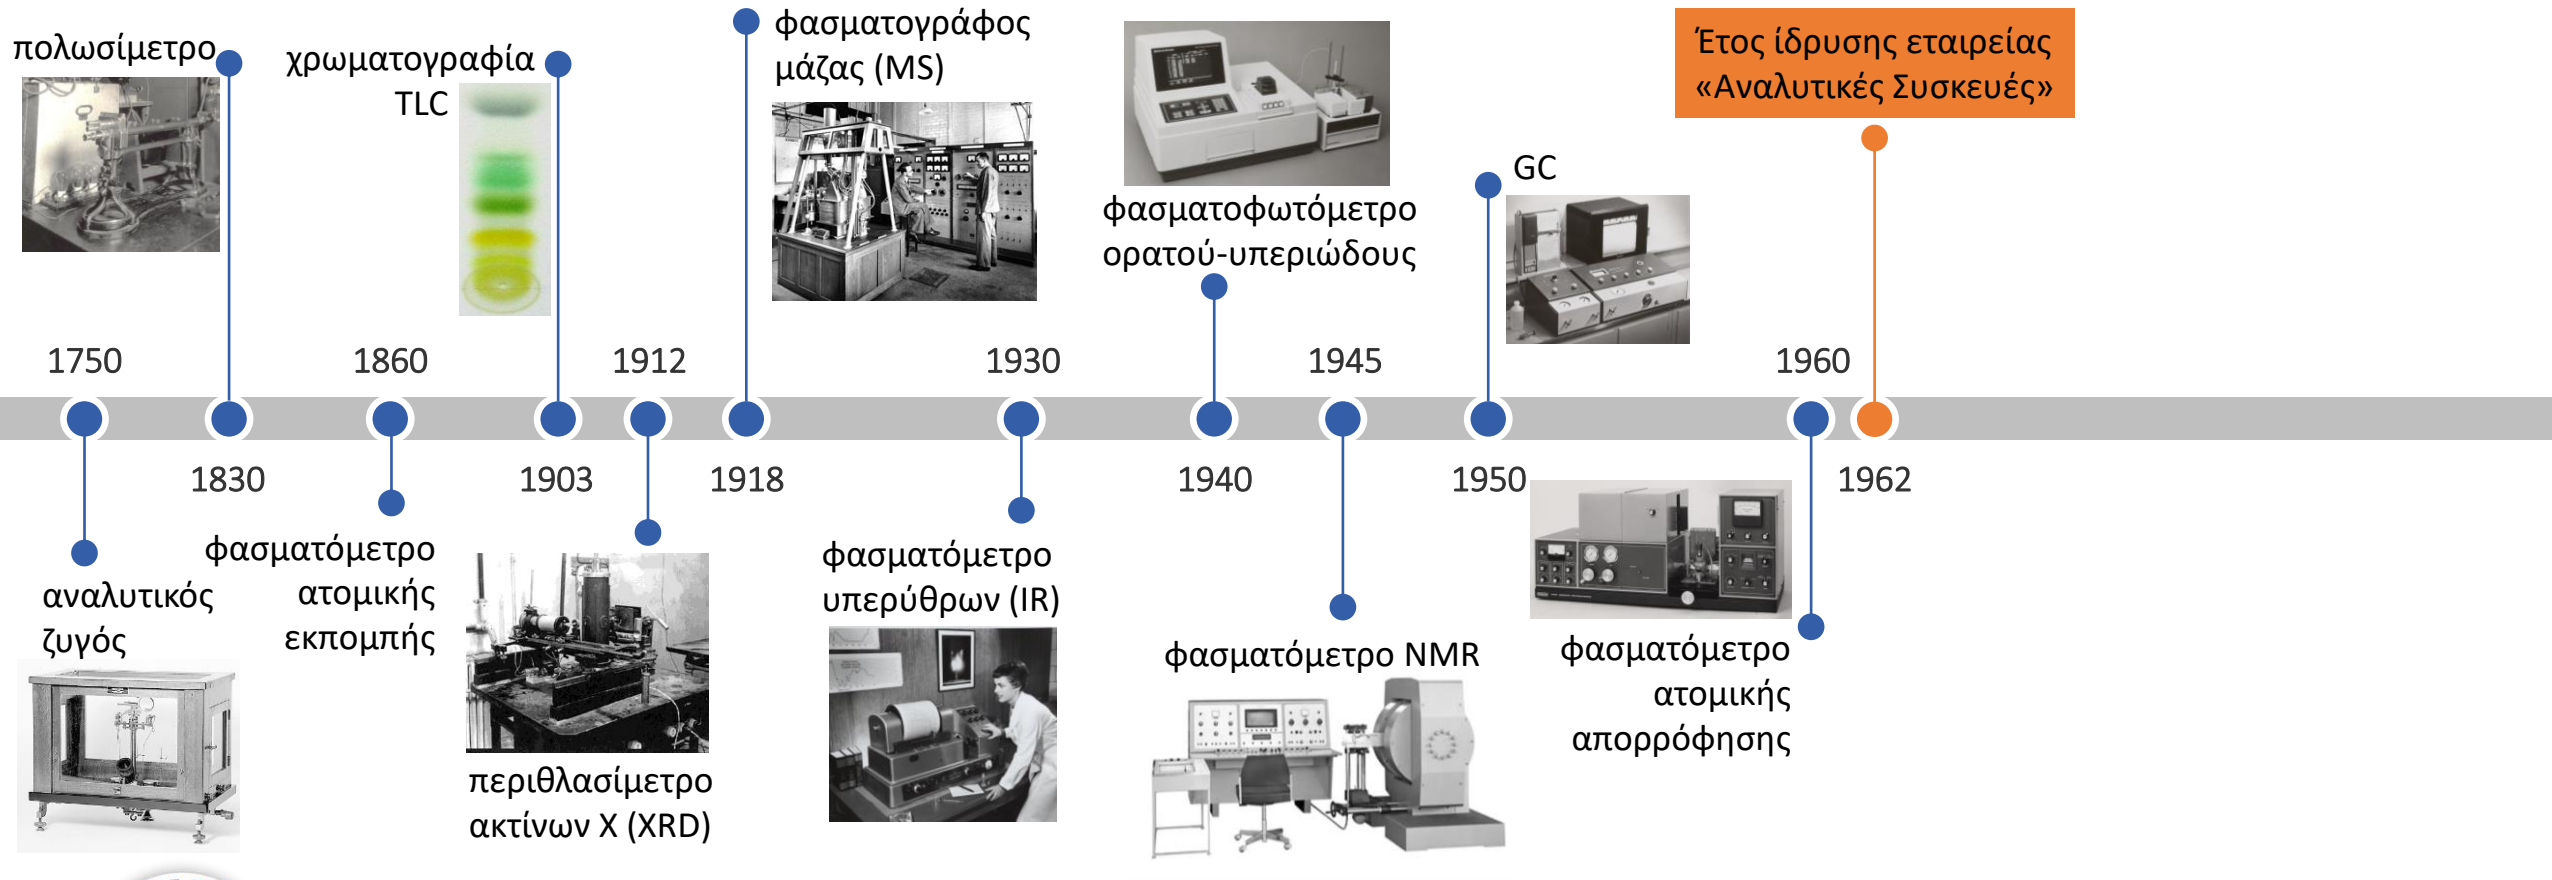 πολωσίμετρο
χρωματογραφία
TLC
φασματογράφος
μάζας (MS)
φασματοφωτόμετρο
ορατού-υπεριώδους
GC
Έτος ίδρυσης εταιρείας
«Αναλυτικές Συσκευές»
1750
1860
1912
1930
1945
1960
1830
1903
1918
1940
1950
1962
αναλυτικός
ζυγός
φασματόμετρο
ατομικής
εκπομπής
περιθλασίμετρο
ακτίνων Χ (XRD)
φασματόμετρο
υπερύθρων (IR)
φασματόμετρο NMR
φασματόμετρο
ατομικής
απορρόφησης